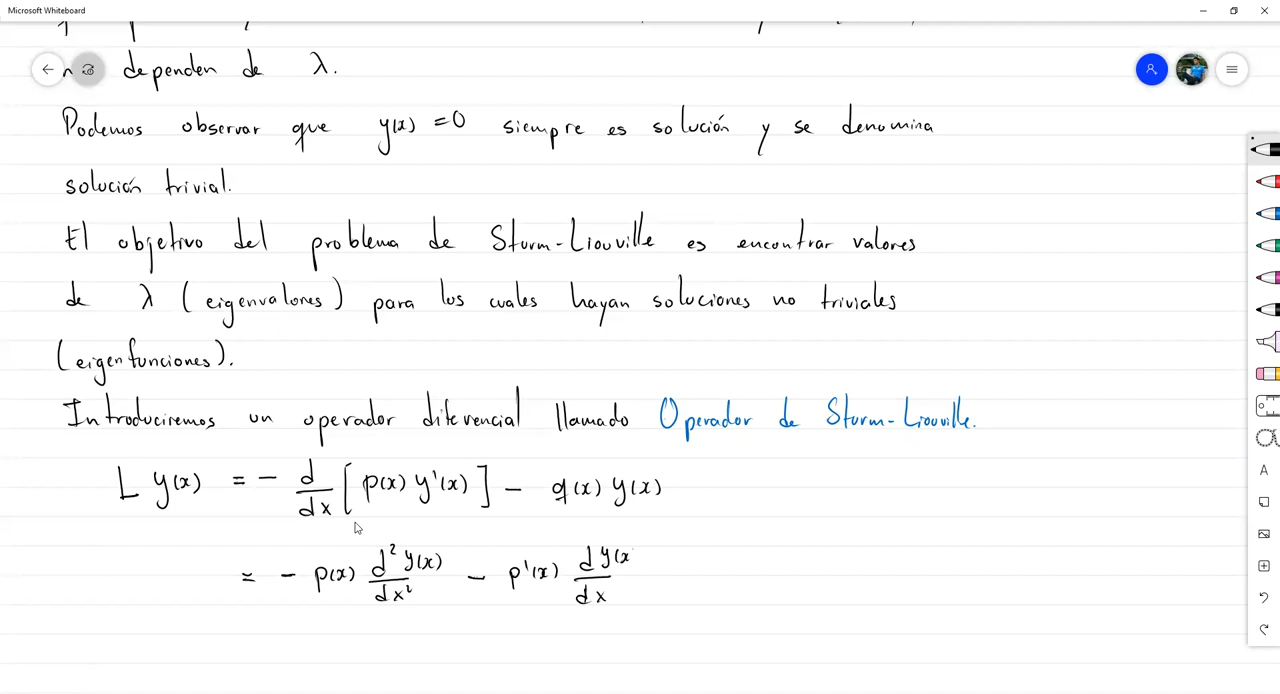 Microsoft Whiteboard
dependen de λ.
Podemos observar que y(x) = 0 siempre es solución y se denomina
solución trivial.
El objetivo del problema de Sturm-Liouville es encontrar valores
de λ (eigenvalores) para los cuales hayan soluciones no triviales
(eigenfunciones).
Introduciremos un operador diferencial llamado Operador de Sturm-Liouville.
L y(x) = - d/dx [p(x) y'(x)] - q(x) y(x)
= - p(x) d²y(x)/dx² - p'(x) dy(x/dx
A